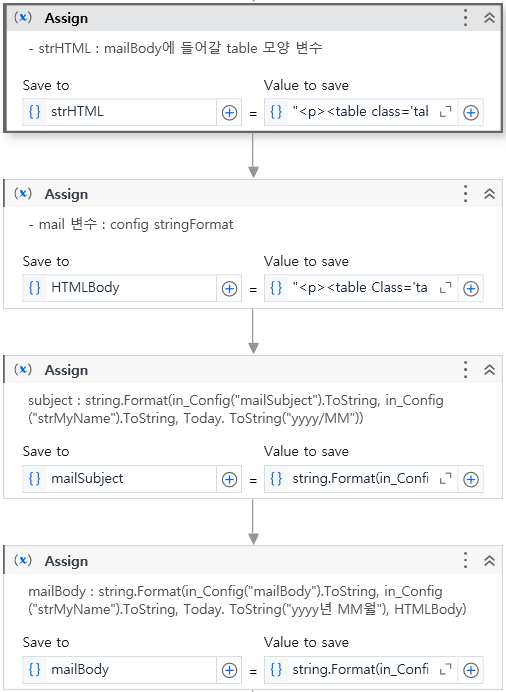 Assign
- strHTML : mailBody에 들어갈 table 모양 변수
Save to Value to save
strHTML = "<p><table class='tab
Assign
- mail 변수 : config stringFormat
Save to Value to save
HTMLBody = "<p><table Class='ta
Assign
subject : string.Format(in_Config("mailSubject").ToString, in_Config
("strMyName").ToString, Today. ToString("yyyy/MM"))
Save to Value to save
mailSubject = string.Format(in_Confi
Assign
mailBody : string.Format(in_Config("mailBody").ToString, in_Config
("strMyName").ToString, Today. ToString("yyyy년 MM월"), HTMLBody)
Save to Value to save
mailBody = string.Format(in_Confi